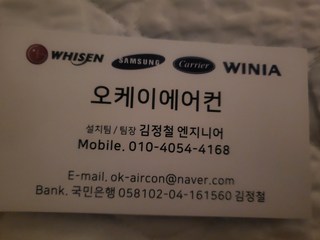 WHISEN SAMSUNG Carrier WINIA
오케이에어컨
설치팀 / 팀장 김정철 엔지니어
Mobile. 010-4054-4168
E-mail. ok-aircon@naver.com
Bank. 국민은행 058102-04-161560 김정철